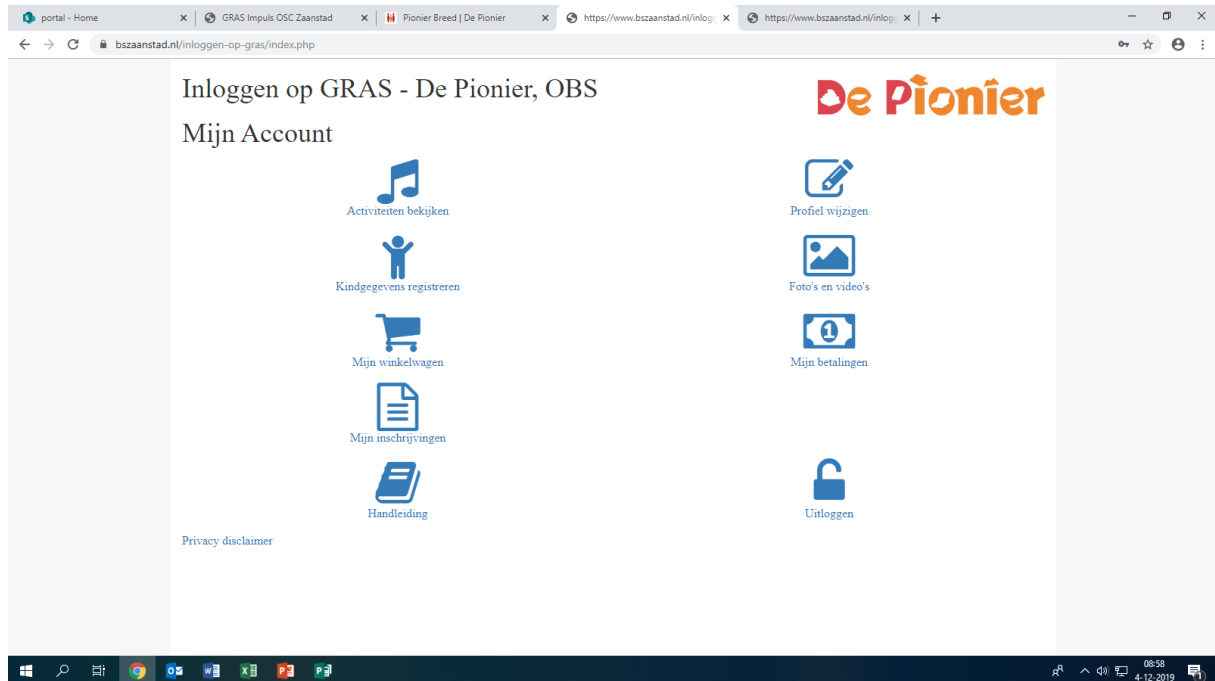 portal - Home
GRAS Impuls OSC Zaanstad
Pionier Breed | De Pionier
https://www.bszaanstad.nl/inlog
https://www.bszaanstad.nl/inlog
bszaanstad.nl/inloggen-op-gras/index.php
Inloggen op GRAS - De Pionier, OBS
De Pionier
Mijn Account
Activiteiten bekijken
Profiel wijzigen
Kindgegevens registreren
Foto's en video's
1
Mijn winkelwagen
Mijn betalingen
Mijn inschrijvingen
Handleiding
Uitloggen
Privacy disclaimer
08:58
4-12-2019